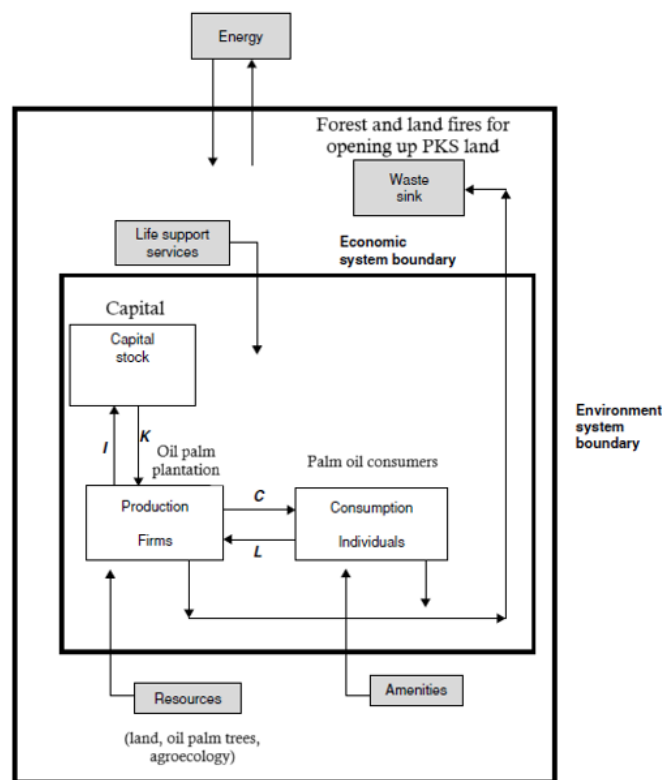 Energy
Forest and land fires for
opening up PKS land
Waste
sink
Life support
services
Economic
system boundary
Capital
Capital
stock
Environment
system
boundary
I
K
Oil palm
plantation
Palm oil consumers
Production
Firms
C
L
Consumption
Individuals
Resources
Amenities
(land, oil palm trees,
agroecology)